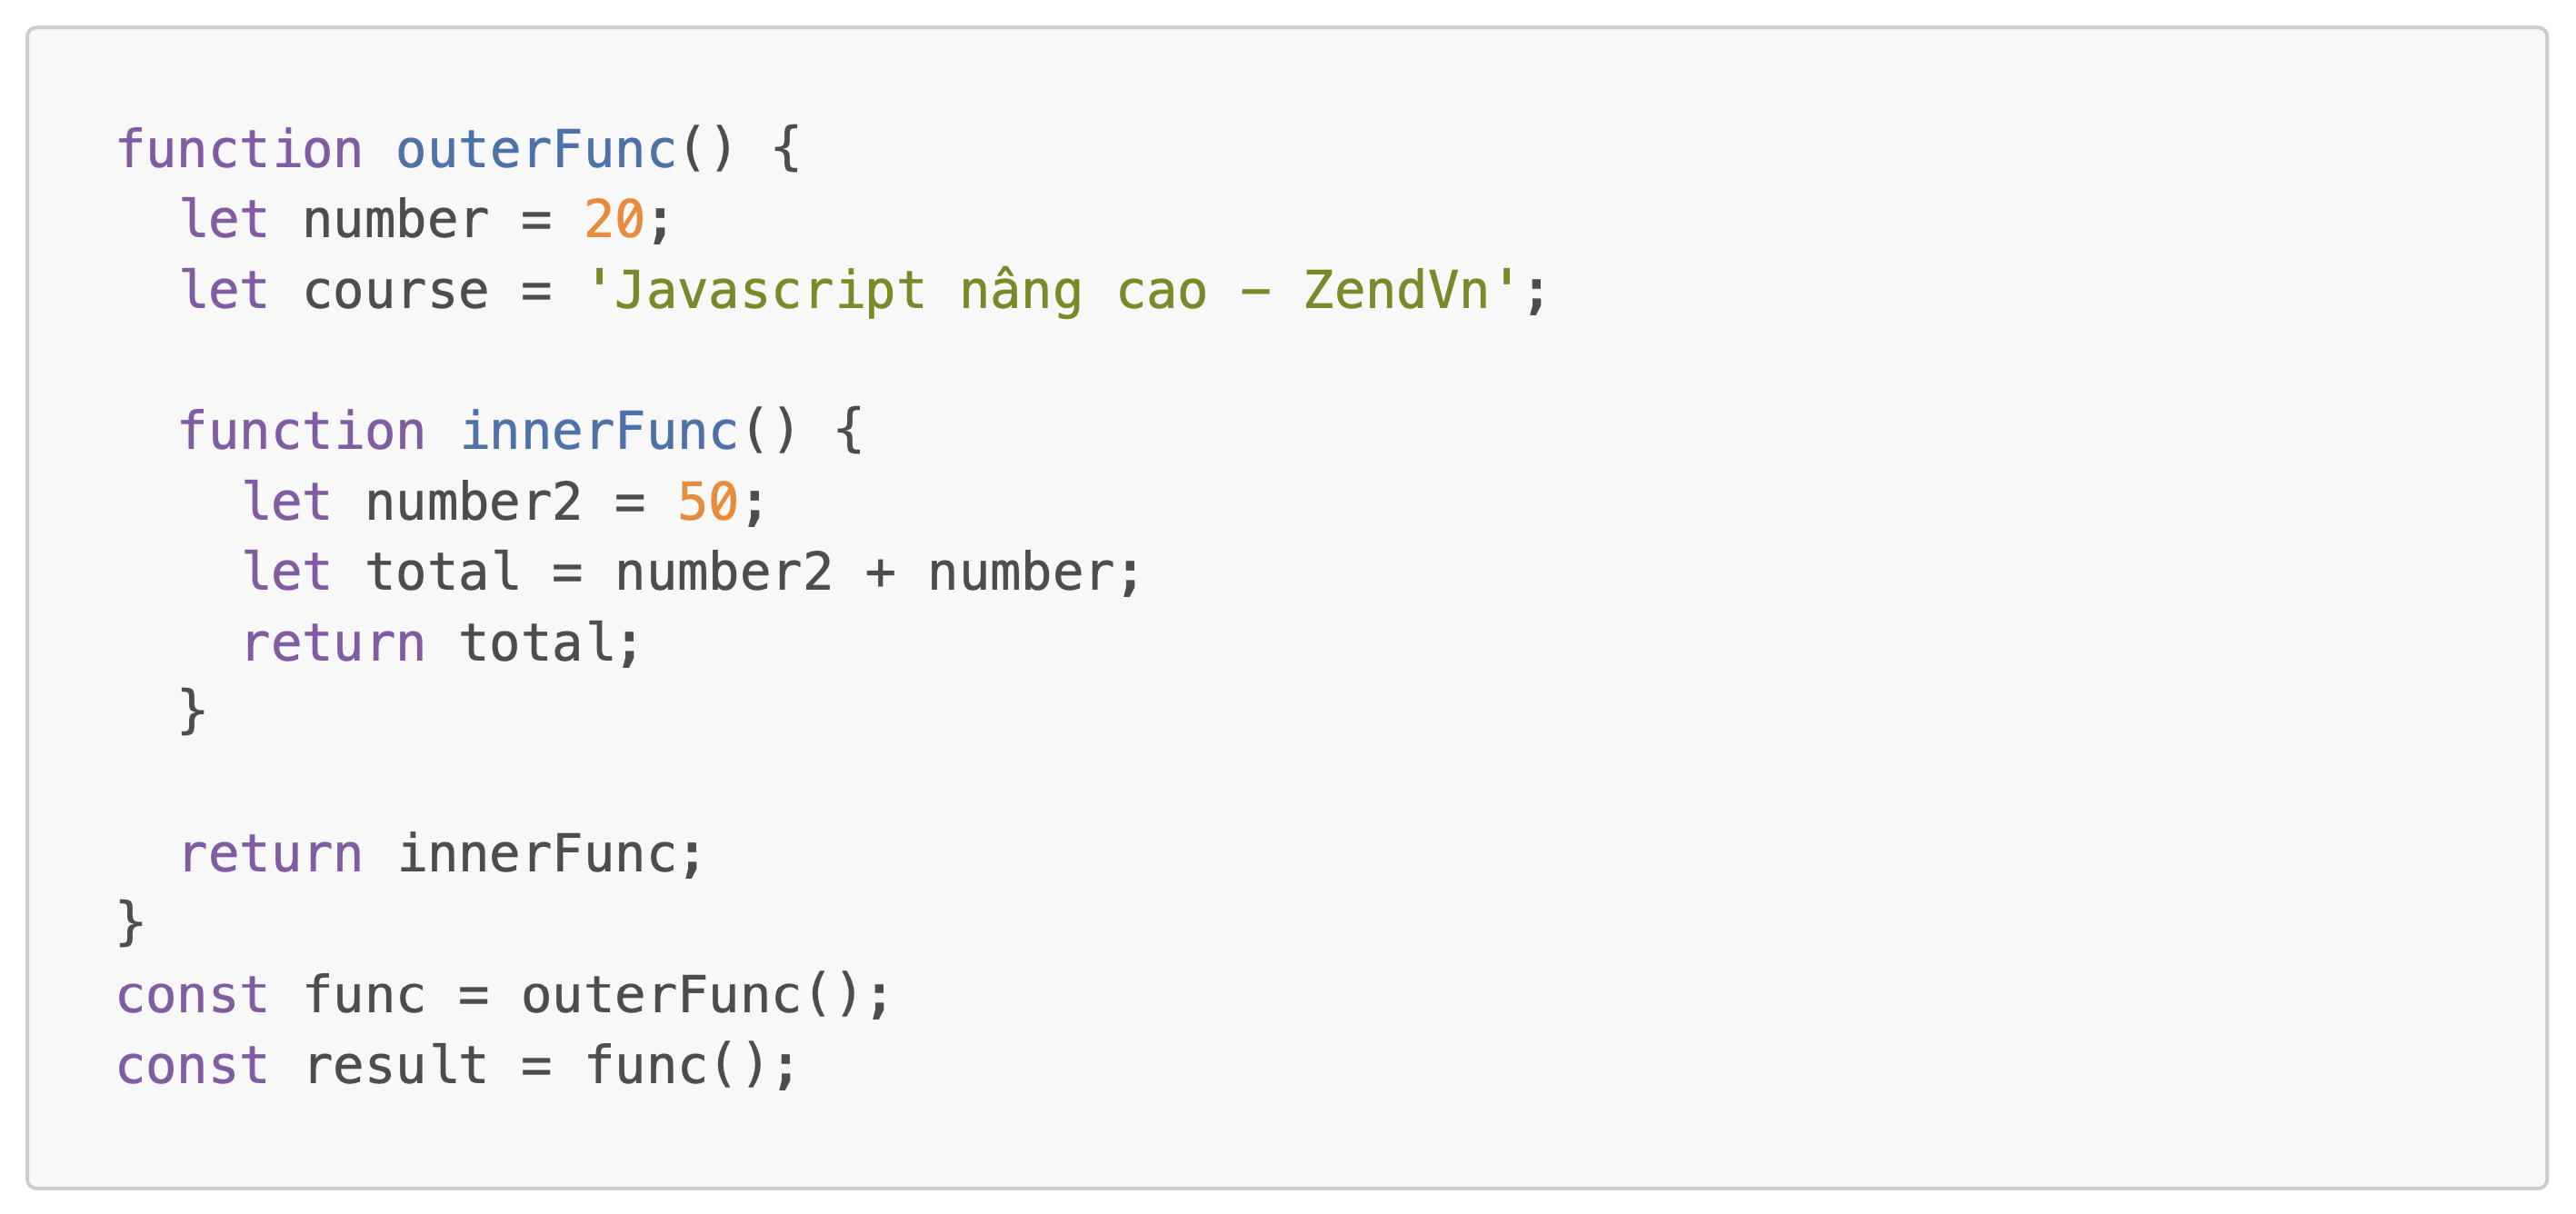 function outerFunc() {
  let number = 20;
  let course = 'Javascript nâng cao - ZendVn';

  function innerFunc() {
    let number2 = 50;
    let total = number2 + number;
    return total;
  }

  return innerFunc;
}
const func = outerFunc();
const result = func();